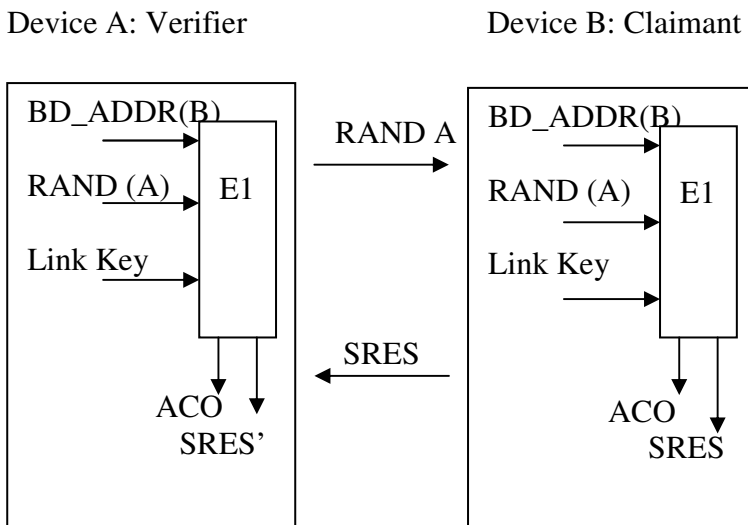 Device A: Verifier
Device B: Claimant
BD_ADDR(B)
RAND (A)
E1
Link Key
ACO
SRES’
RAND A
SRES
BD_ADDR(B)
RAND (A)
E1
Link Key
ACO
SRES